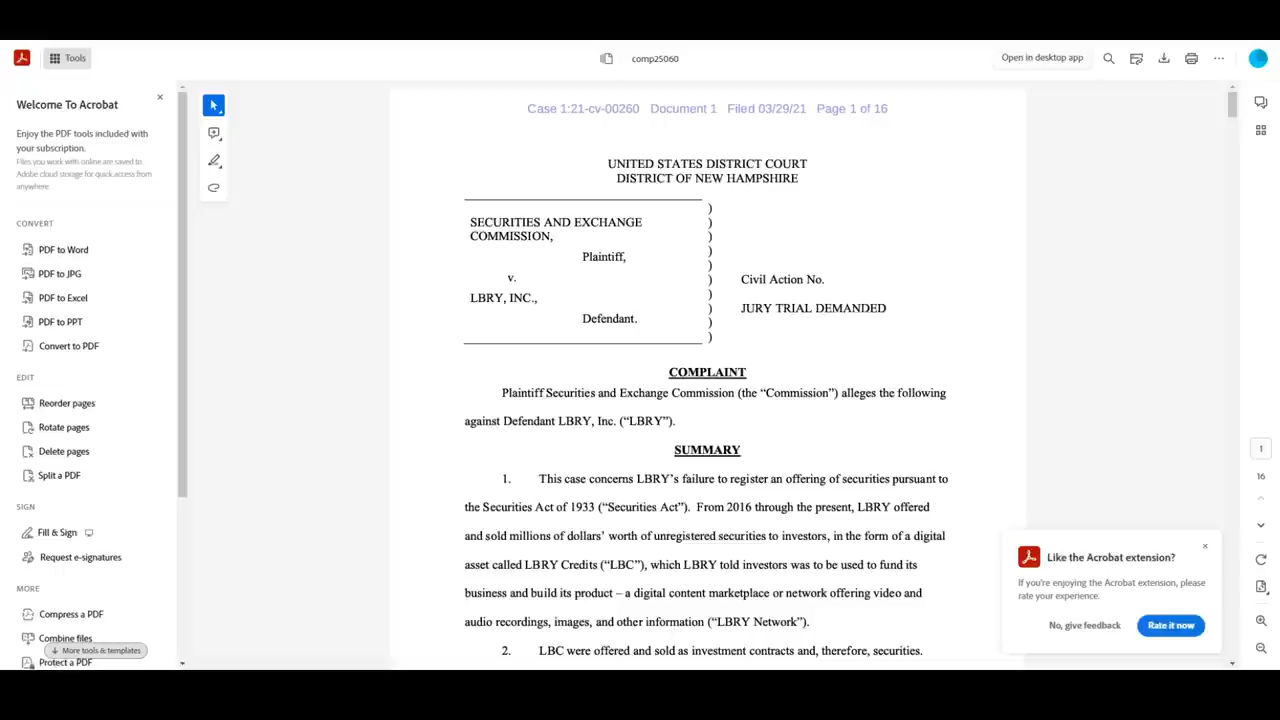 Tools
comp25060
Open in desktop app
Welcome To Acrobat
Enjoy the PDF tools included with
your subscription.
Files you work with online are saved to
Adobe cloud storage for quick access from
anywhere.
CONVERT
PDF to Word
PDF to JPG
PDF to Excel
PDF to PPT
Convert to PDF
EDIT
Reorder pages
Rotate pages
Delete pages
Split a PDF
SIGN
Fill & Sign
Request e-signatures
MORE
Compress a PDF
Combine files
More tools & templates
Protect a PDF
Case 1:21-cv-00260 Document 1 Filed 03/29/21 Page 1 of 16
UNITED STATES DISTRICT COURT
DISTRICT OF NEW HAMPSHIRE
)
SECURITIES AND EXCHANGE )
COMMISSION, )
Plaintiff, )
)
v. )
LBRY, INC., )
Defendant. )
)
)
Civil Action No.
JURY TRIAL DEMANDED
COMPLAINT
Plaintiff Securities and Exchange Commission (the “Commission”) alleges the following
against Defendant LBRY, Inc. (“LBRY”).
SUMMARY
1. This case concerns LBRY’s failure to register an offering of securities pursuant to
the Securities Act of 1933 (“Securities Act”). From 2016 through the present, LBRY offered
and sold millions of dollars’ worth of unregistered securities to investors, in the form of a digital
asset called LBRY Credits (“LBC”), which LBRY told investors was to be used to fund its
business and build its product – a digital content marketplace or network offering video and
audio recordings, images, and other information (“LBRY Network”).
2. LBC were offered and sold as investment contracts and, therefore, securities.
1
16
Like the Acrobat extension?
If you're enjoying the Acrobat extension, please
rate your experience.
No, give feedback
Rate it now